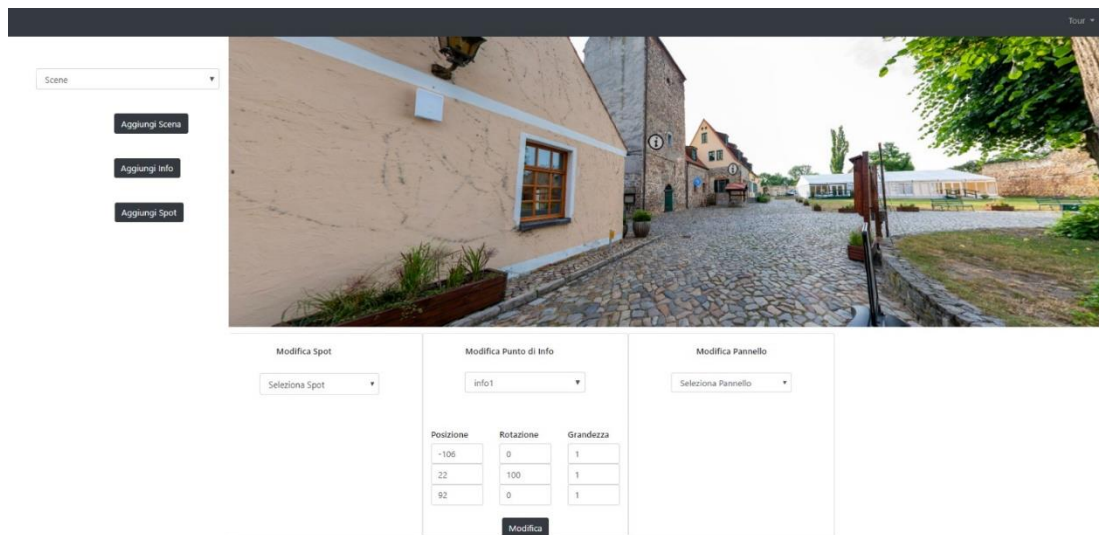 Tour
Scene
Aggiungi Scena
Aggiungi Info
Aggiungi Spot
Modifica Spot
Seleziona Spot
Modifica Punto di Info
info1
Posizione Rotazione Grandezza
-106 0 1
22 100 1
92 0 1
Modifica
Modifica Pannello
Seleziona Pannello